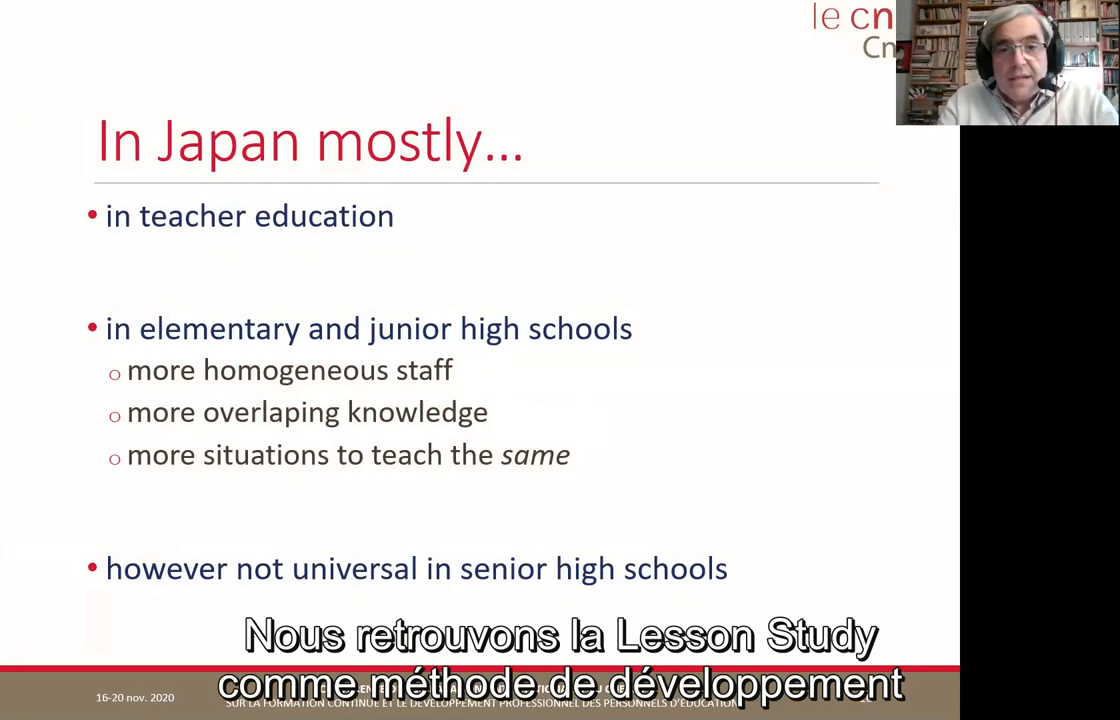 le cn
Cn
In Japan mostly...
• in teacher education
• in elementary and junior high schools
o more homogeneous staff
o more overlaping knowledge
o more situations to teach the same
• however not universal in senior high schools
Nous retrouvons la Lesson Study
comme méthode de développement
16-20 nov. 2020
SUR LA FORMATION CONTINUE ET LE DÉVELOPPEMENT PROFESSIONNEL DES PERSONNELS D'ÉDUCATION